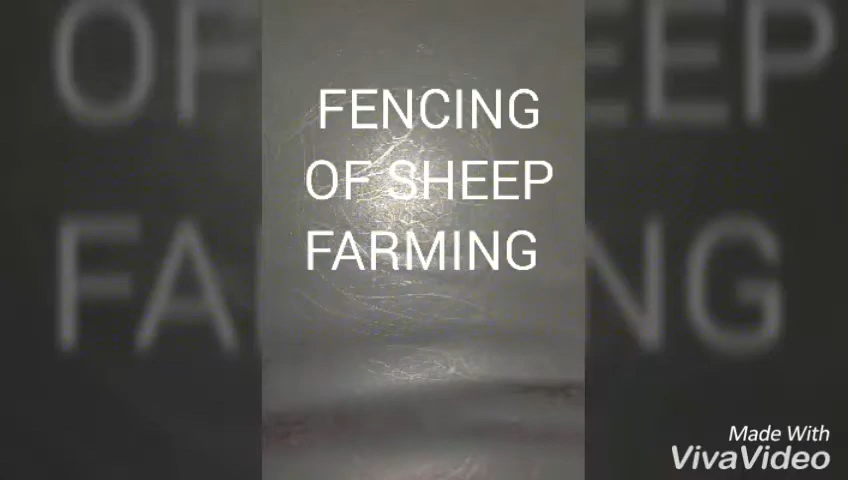 FENCING
OF SHEEP
FARMING
Made With
VivaVideo